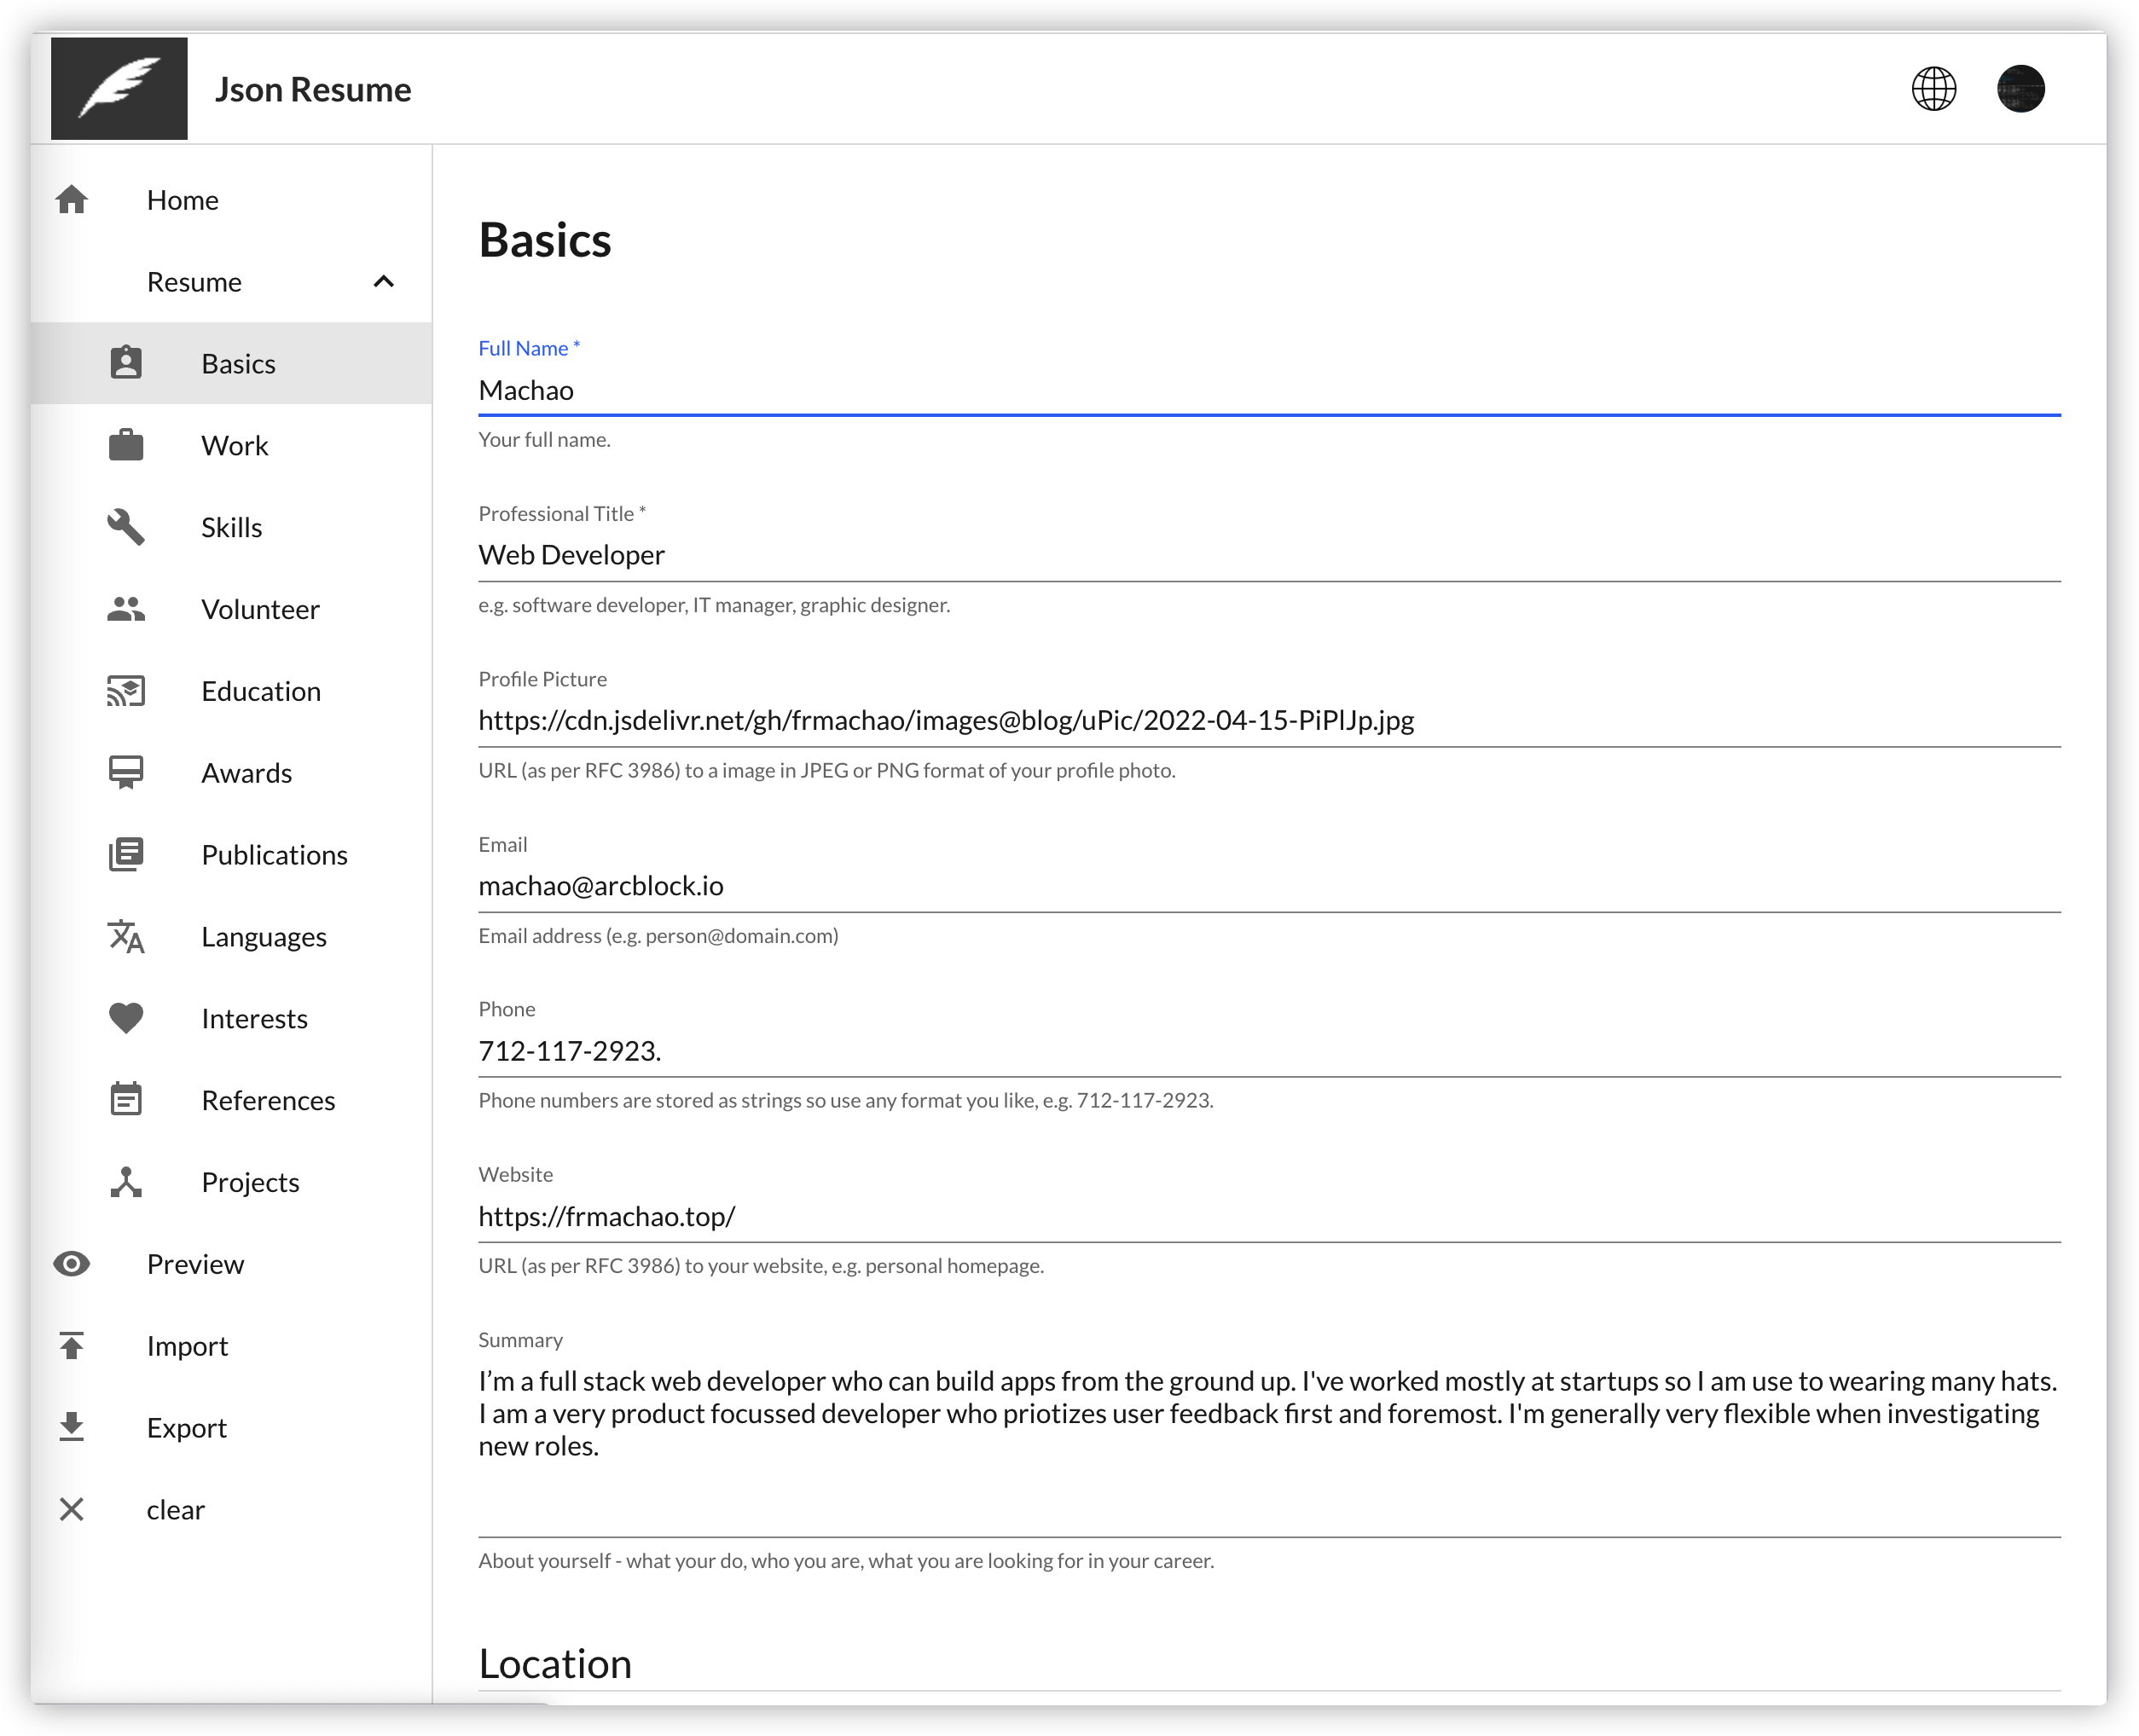 Json Resume
Home
Resume
Basics
Work
Skills
Volunteer
Education
Awards
Publications
Languages
Interests
References
Projects
Preview
Import
Export
clear
Basics
Full Name *
Machao
Your full name.
Professional Title *
Web Developer
e.g. software developer, IT manager, graphic designer.
Profile Picture
https://cdn.jsdelivr.net/gh/frmachao/images@blog/uPic/2022-04-15-PiPlJp.jpg
URL (as per RFC 3986) to a image in JPEG or PNG format of your profile photo.
Email
machao@arcblock.io
Email address (e.g. person@domain.com)
Phone
712-117-2923.
Phone numbers are stored as strings so use any format you like, e.g. 712-117-2923.
Website
https://frmachao.top/
URL (as per RFC 3986) to your website, e.g. personal homepage.
Summary
I’m a full stack web developer who can build apps from the ground up. I've worked mostly at startups so I am use to wearing many hats.
I am a very product focussed developer who priotizes user feedback first and foremost. I'm generally very flexible when investigating
new roles.
About yourself - what your do, who you are, what you are looking for in your career.
Location